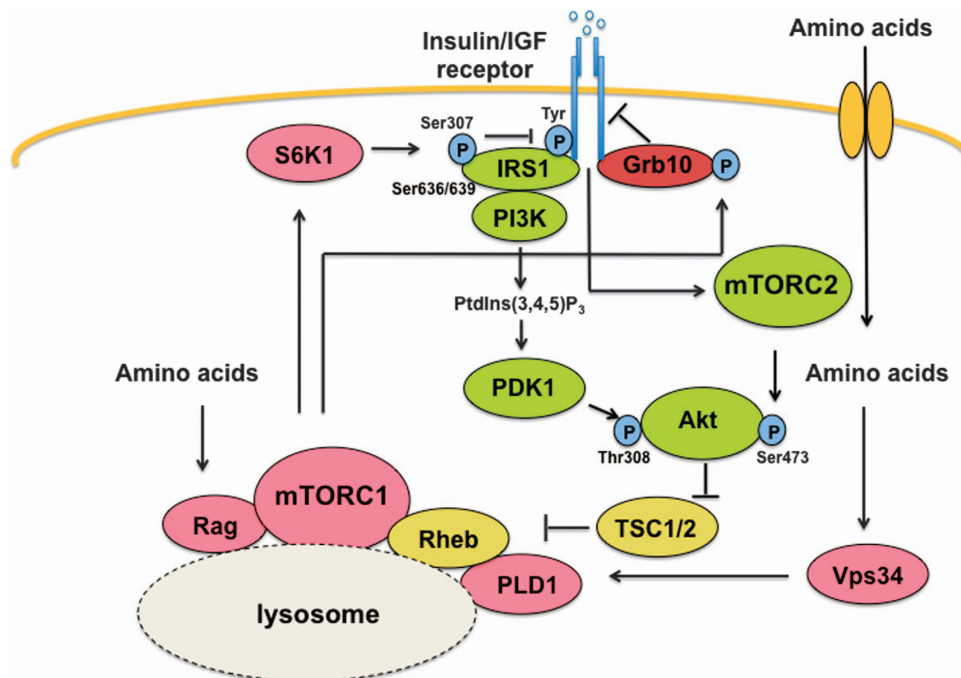 Insulin/IGF
receptor
Amino acids
Ser307
Tyr
P
P
S6K1
IRS1
Grb10
P
Ser636/639
PI3K
mTORC2
PtdIns(3,4,5)P3
Amino acids
PDK1
Amino acids
Akt
P
P
Thr308
Ser473
mTORC1
Rag
Rheb
TSC1/2
PLD1
Vps34
lysosome